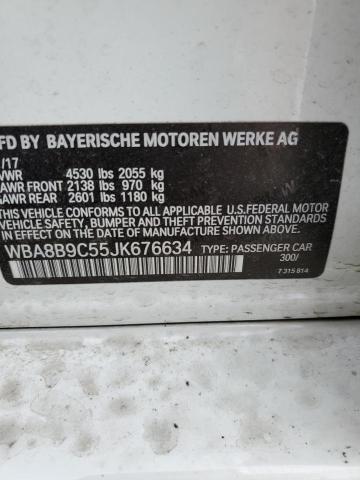 MFD BY BAYERISCHE MOTOREN WERKE AG
/17
VWR 4530 lbs 2055 kg
AWR FRONT 2138 lbs 970 kg
AWR REAR 2601 lbs 1180 kg
THIS VEHICLE CONFORMS TO ALL APPLICABLE U.S.FEDERAL MOTOR
VEHICLE SAFETY, BUMPER, AND THEFT PREVENTION STANDARDS
IN EFFECT ON THE DATE OF MANUFACTURE SHOWN ABOVE.
WBA8B9C55JK676634 TYPE: PASSENGER CAR
300/
7 315 814